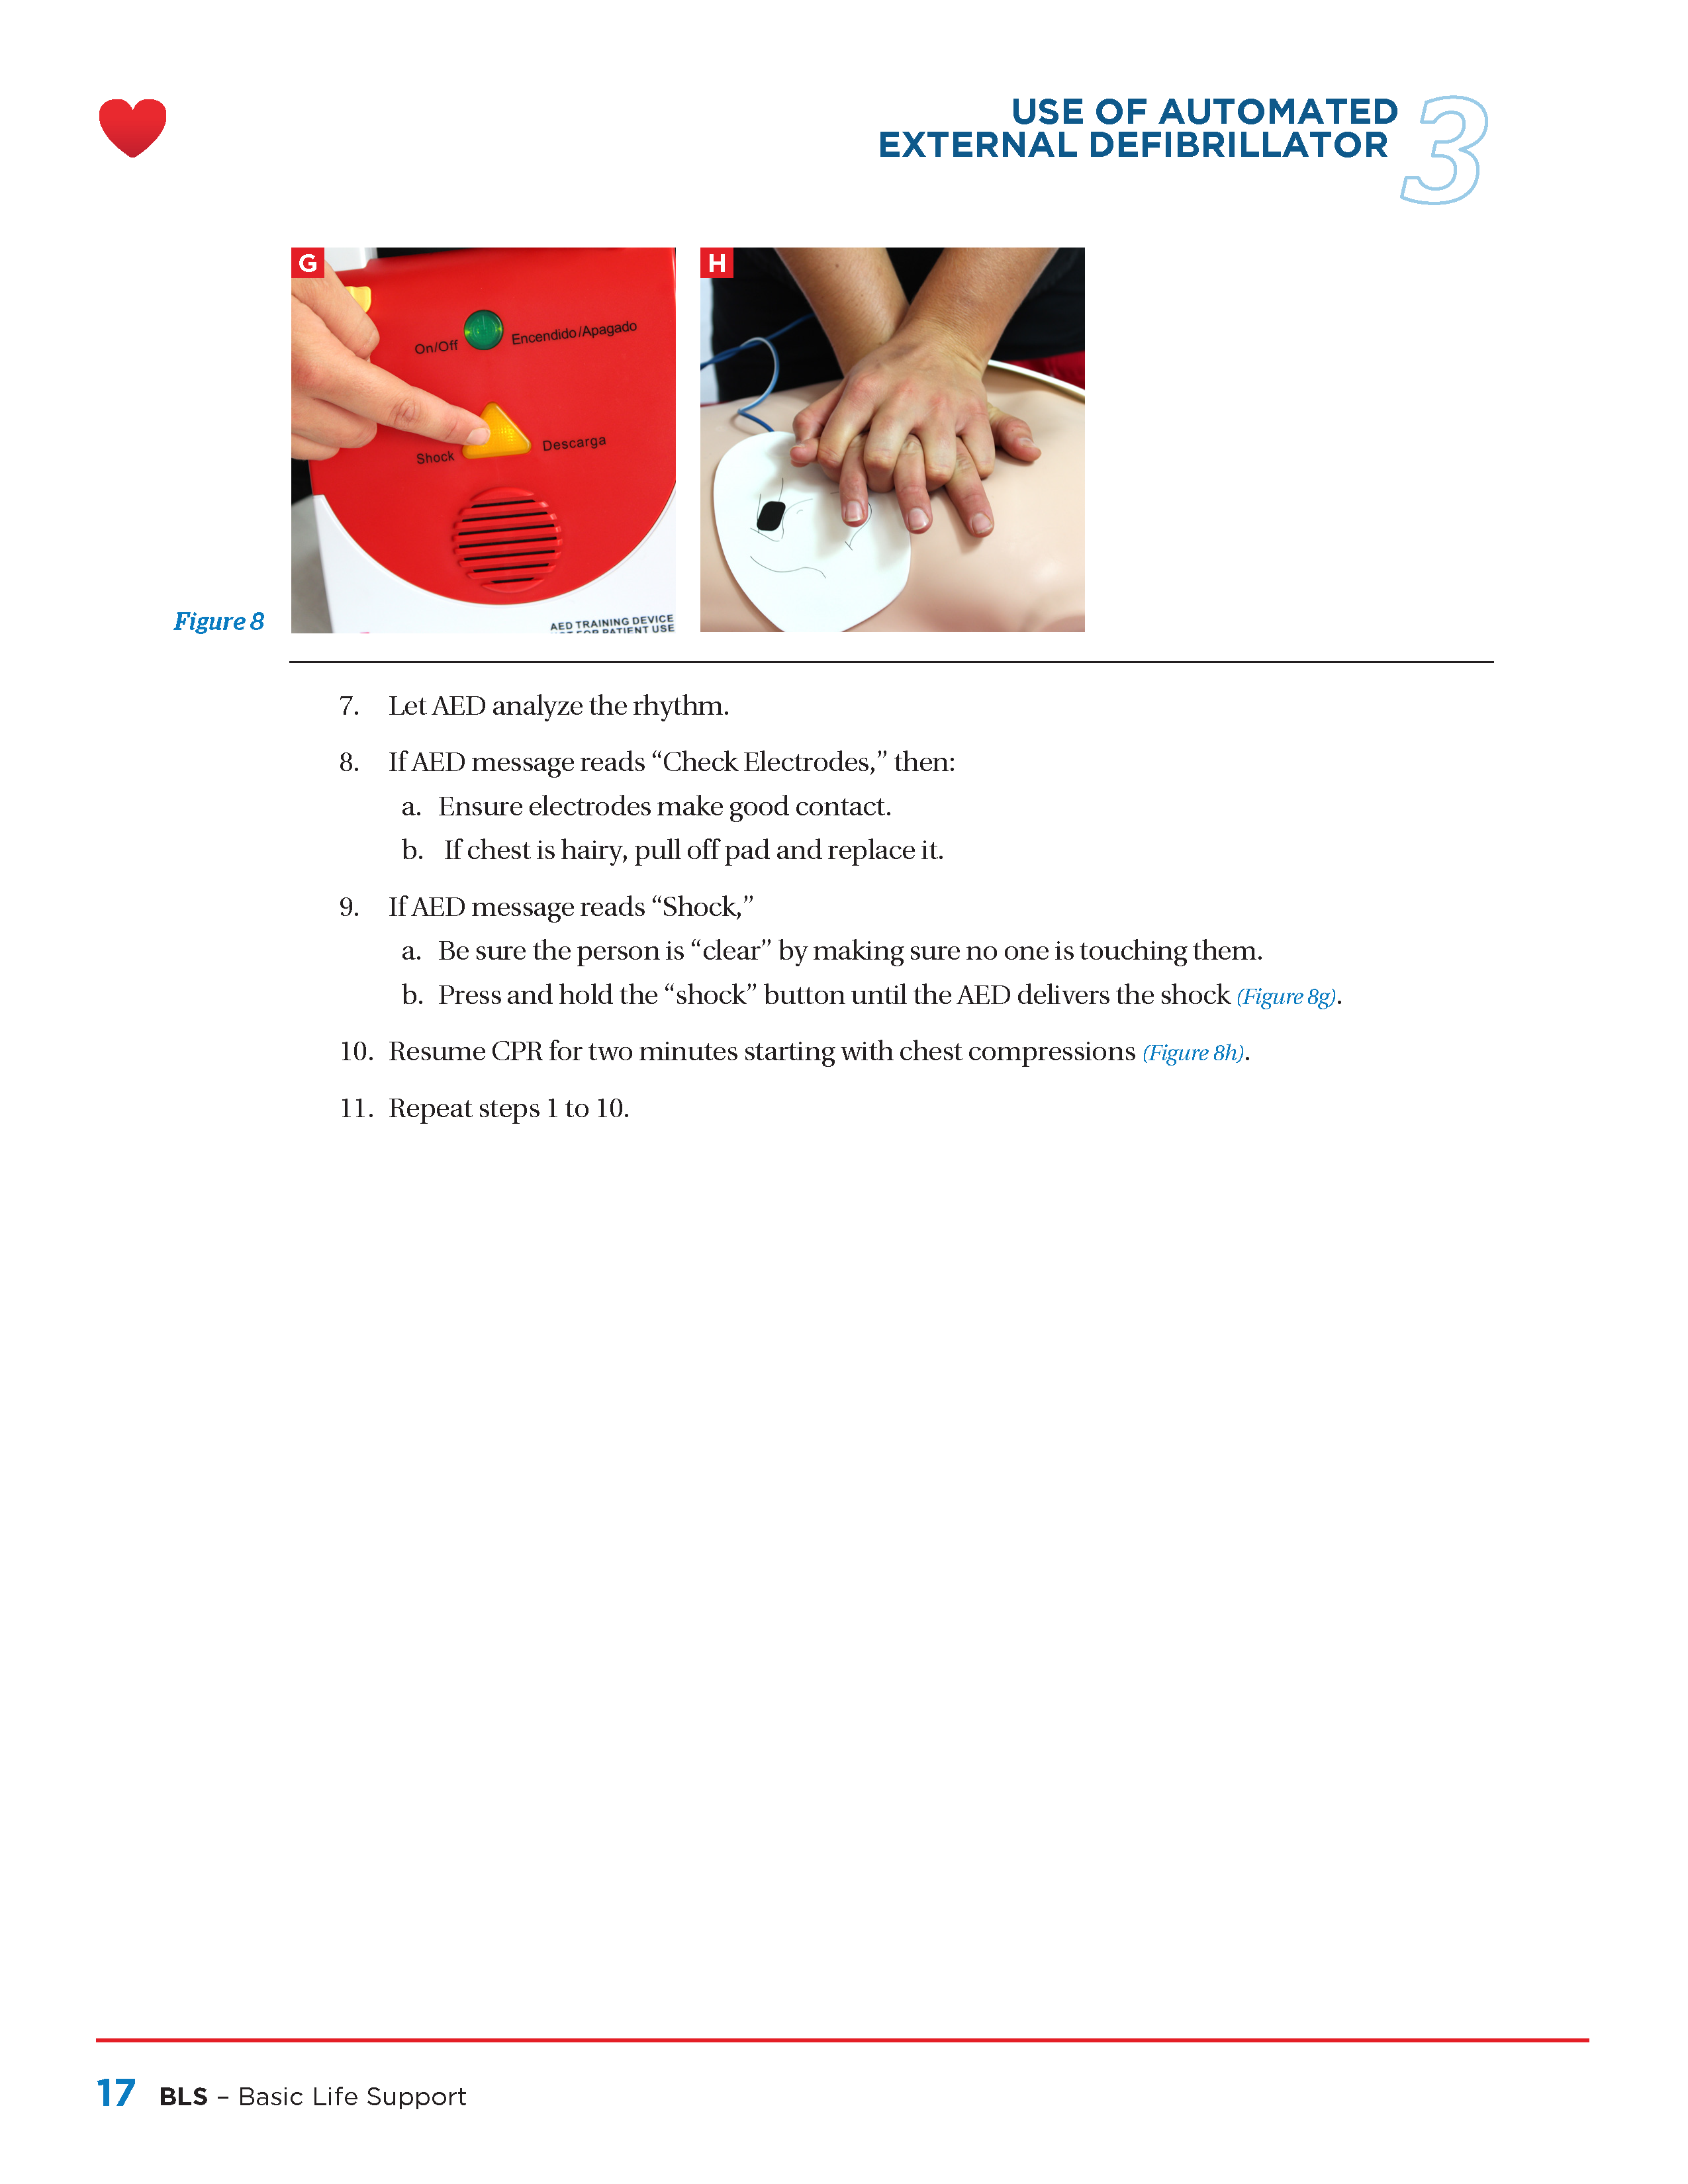 USE OF AUTOMATED
EXTERNAL DEFIBRILLATOR
3
G
On/Off
Encendido/Apagado
Shock
Descarga
AED TRAINING DEVICE
NOT FOR PATIENT USE
H
Figure 8
7. Let AED analyze the rhythm.
8. If AED message reads “Check Electrodes,” then:
a. Ensure electrodes make good contact.
b. If chest is hairy, pull off pad and replace it.
9. If AED message reads “Shock,”
a. Be sure the person is “clear” by making sure no one is touching them.
b. Press and hold the “shock” button until the AED delivers the shock (Figure 8g).
10. Resume CPR for two minutes starting with chest compressions (Figure 8h).
11. Repeat steps 1 to 10.
17 BLS – Basic Life Support